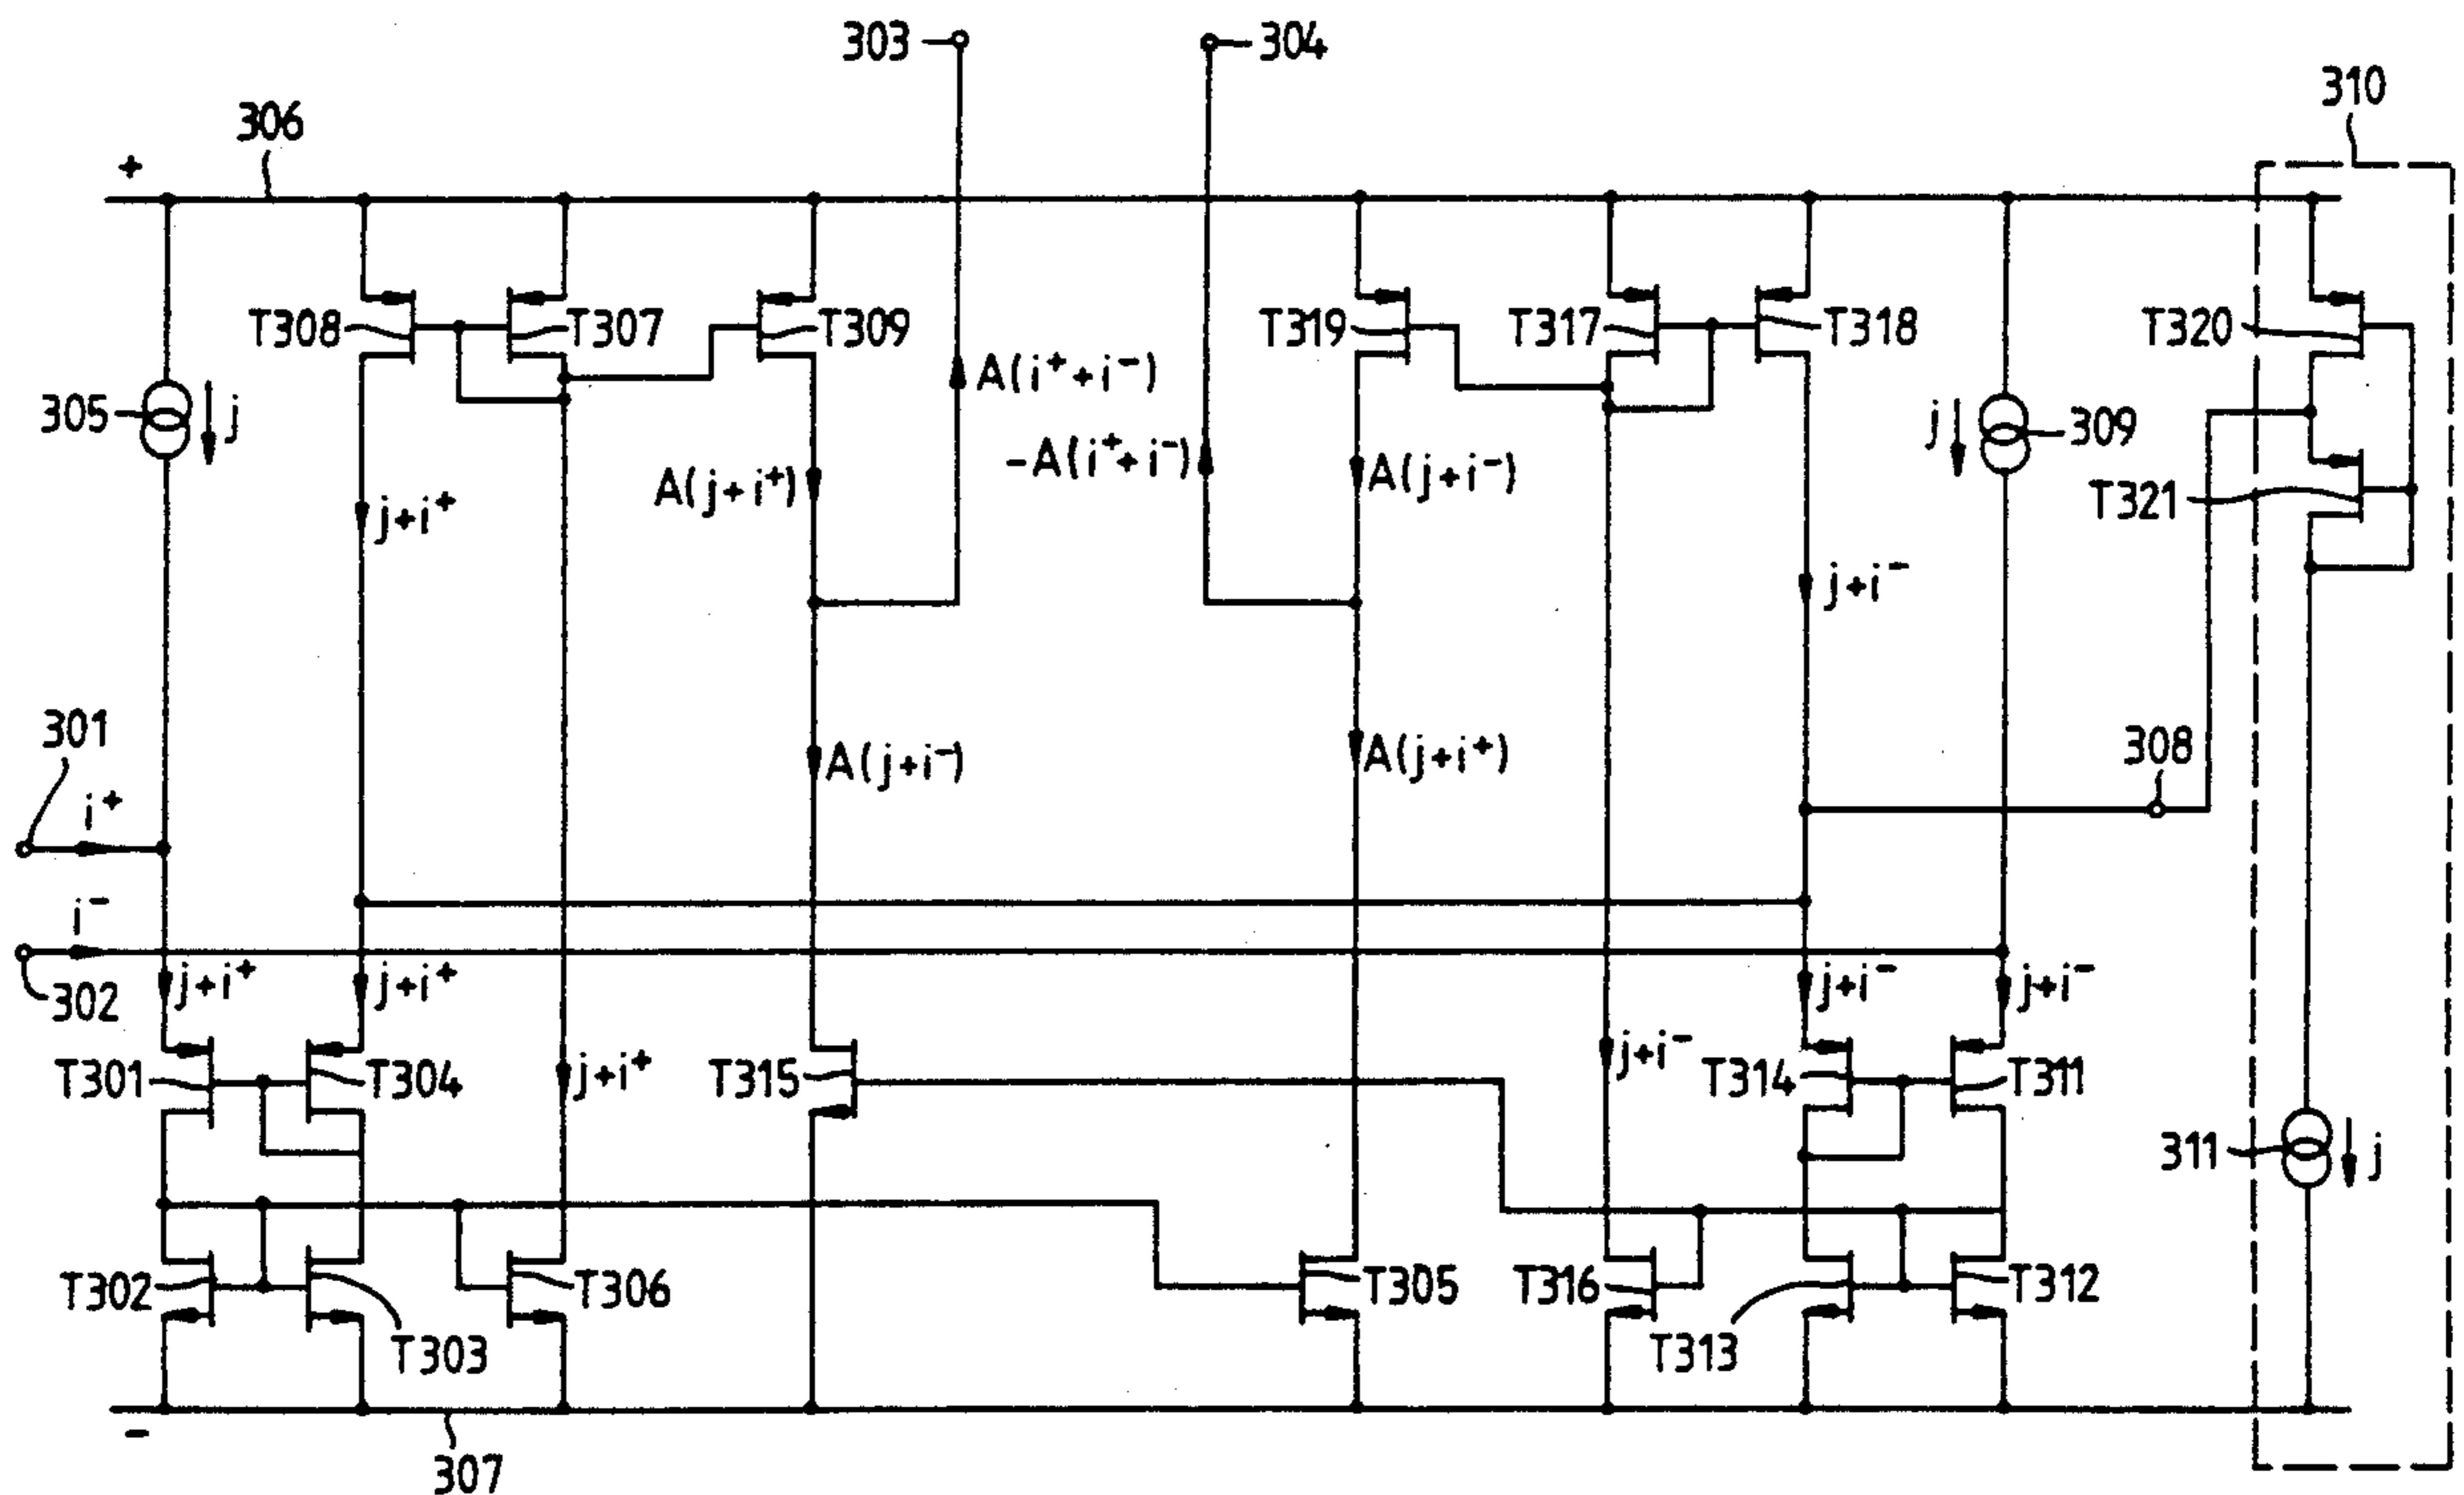 303
304
310
306
+
T308
T307
T309
T319
T317
T318
T320
A(i⁺+i⁻)
305
j
-A(i⁺+i⁻)
j
309
A(j+i⁺)
A(j+i⁻)
T321
j+i⁺
j+i⁻
301
308
A(j+i⁻)
A(j+i⁺)
i⁺
i⁻
302
j+i⁺
j+i⁺
j+i⁻
j+i⁻
T301
T304
j+i⁺
T315
j+i⁻
T314
T311
311
j
T302
T303
T306
T305
T316
T313
T312
-
307